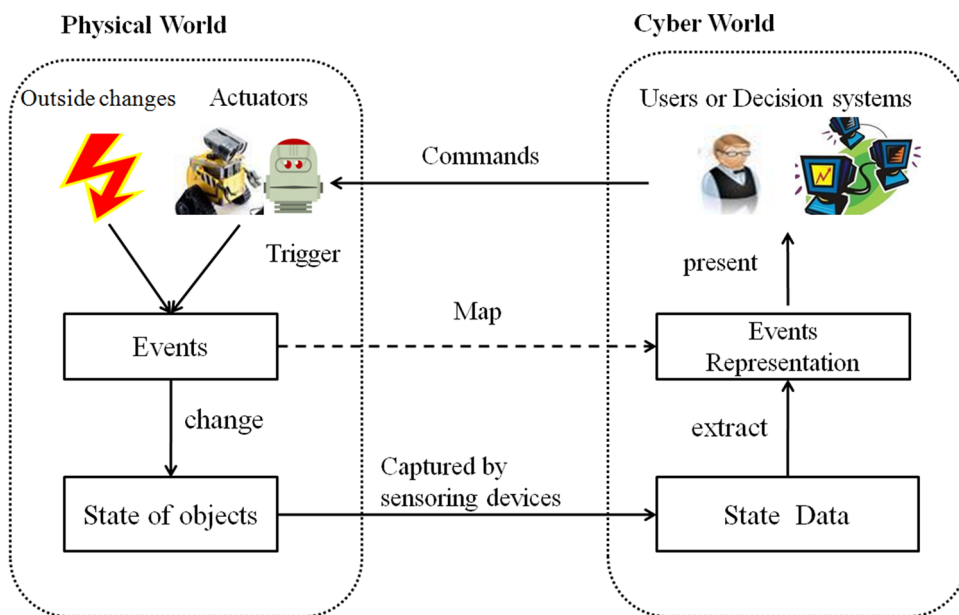 Physical World
Cyber World
Outside changes
Actuators
Users or Decision systems
Commands
Trigger
present
Map
Events
Events
Representation
change
extract
Captured by
sensoring devices
State of objects
State Data